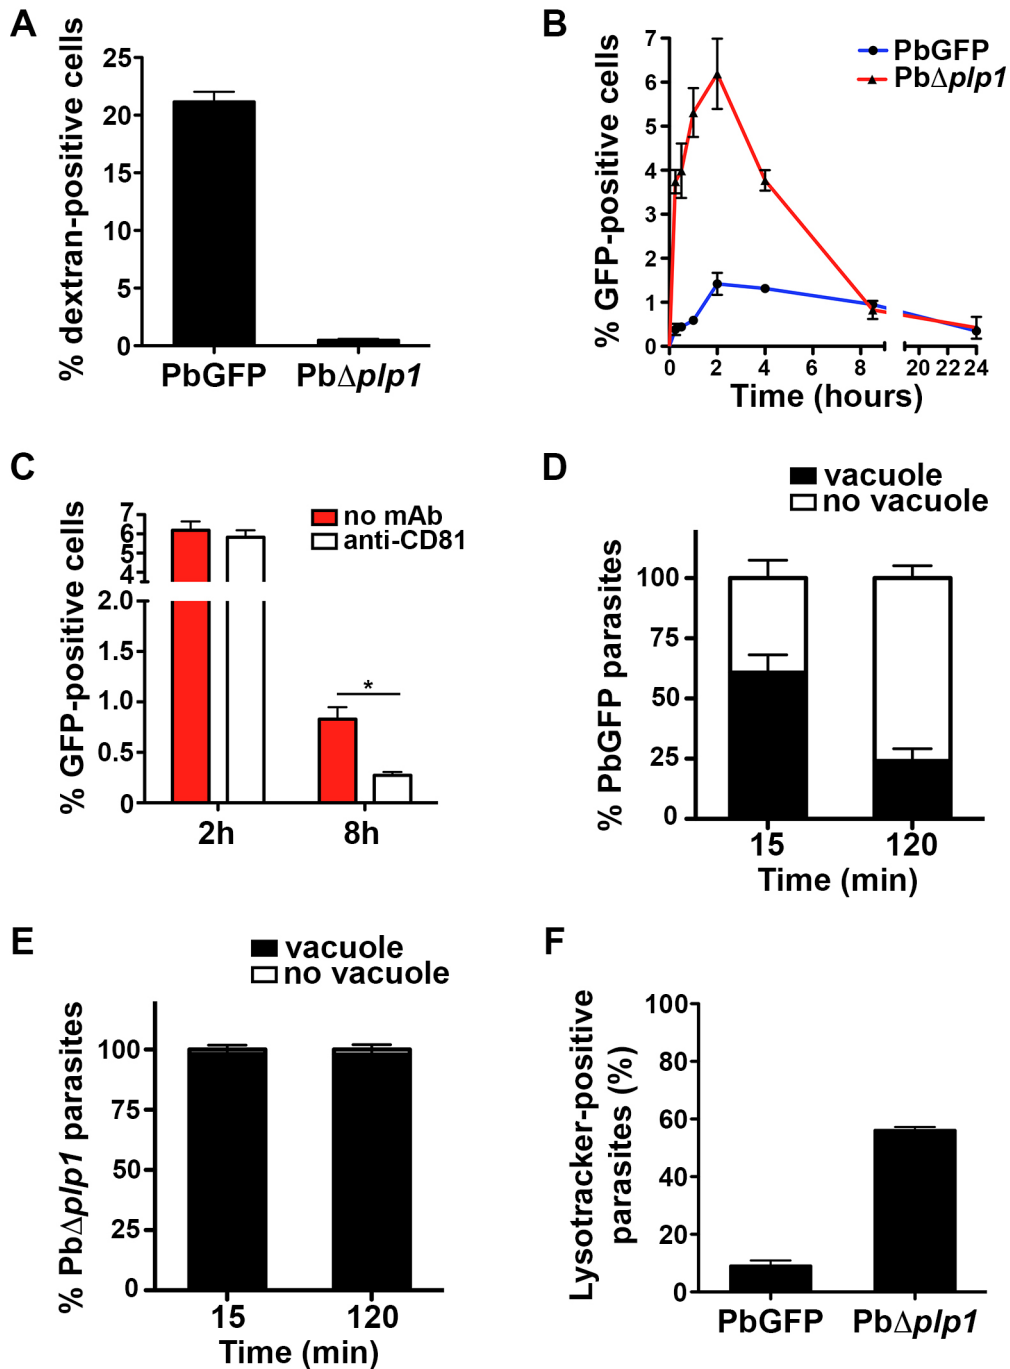 A
% dextran-positive cells
25
20
15
10
5
0
PbGFP
PbΔplp1
B
% GFP-positive cells
7
6
5
4
3
2
1
0
PbGFP
PbΔplp1
0 2 4 6 8 20 22 24
Time (hours)
C
% GFP-positive cells
7
6
5
4
2.0
1.5
1.0
0.5
0
no mAb
anti-CD81
*
2h 8h
D
vacuole
no vacuole
% PbGFP parasites
100
75
50
25
0
15 120
Time (min)
E
vacuole
no vacuole
% PbΔplp1 parasites
100
75
50
25
0
15 120
Time (min)
F
Lysotracker-positive
parasites (%)
100
80
60
40
20
0
PbGFP PbΔplp1